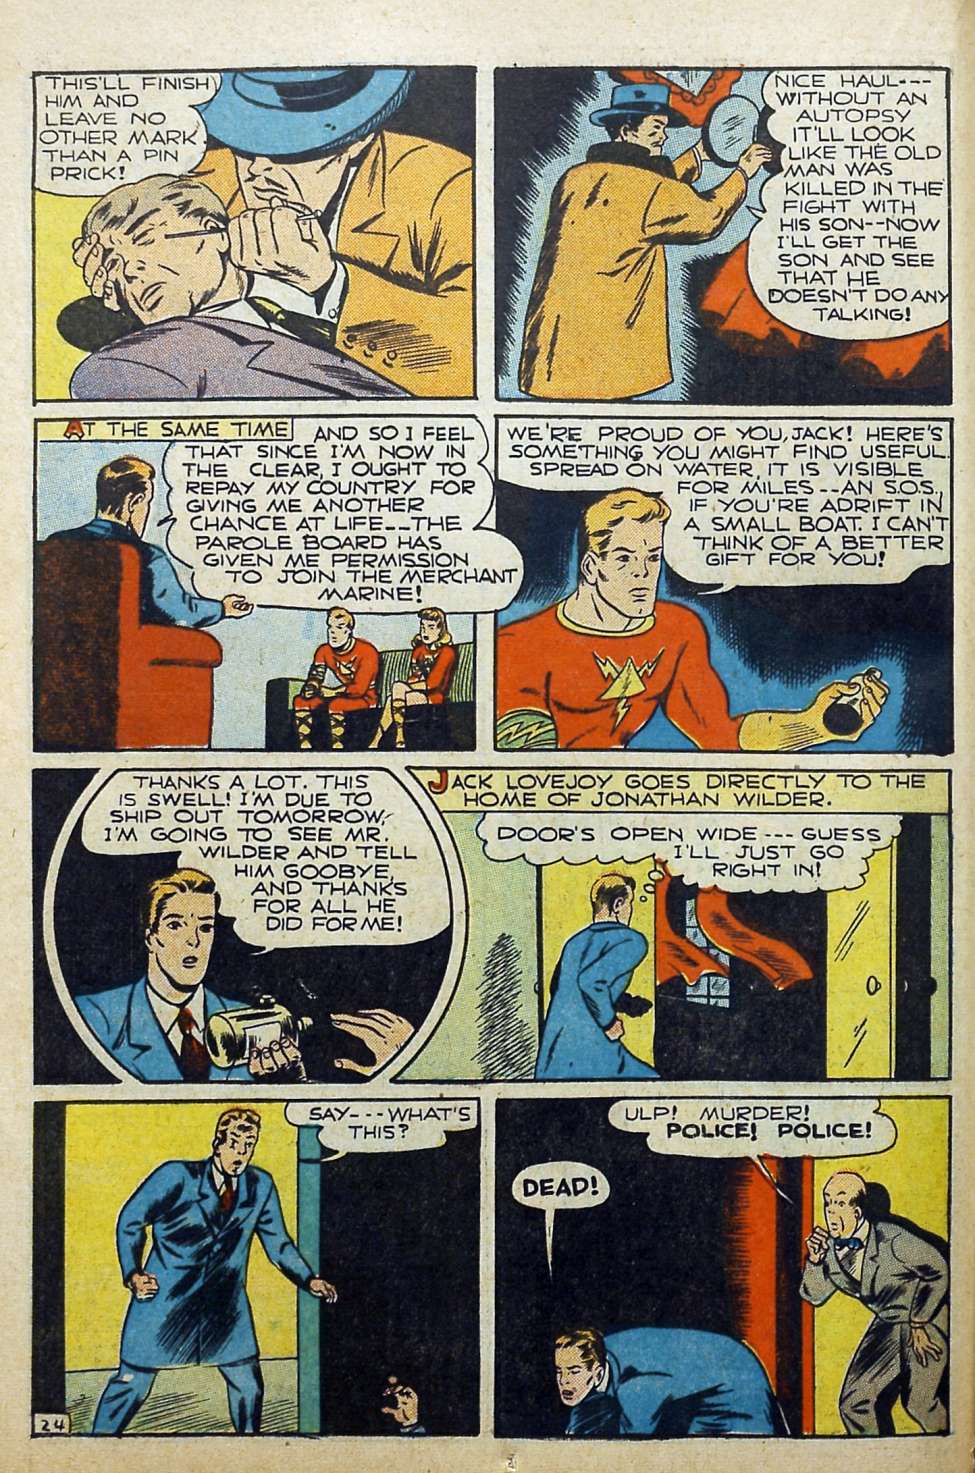 THIS'LL FINISH
HIM AND
LEAVE NO
OTHER MARK
THAN A PIN
PRICK!
NICE HAUL---
WITHOUT AN
AUTOPSY
IT'LL LOOK
LIKE THE OLD
MAN WAS
KILLED IN THE
FIGHT WITH
HIS SON--NOW
I'LL GET THE
SON AND SEE
THAT HE
DOESN'T DO ANY
TALKING!
AT THE SAME TIME
AND SO I FEEL
THAT SINCE I'M NOW IN
THE CLEAR, I OUGHT TO
REPAY MY COUNTRY FOR
GIVING ME ANOTHER
CHANCE AT LIFE--THE
PAROLE BOARD HAS
GIVEN ME PERMISSION
TO JOIN THE MERCHANT
MARINE!
WE'RE PROUD OF YOU, JACK! HERE'S
SOMETHING YOU MIGHT FIND USEFUL.
SPREAD ON WATER, IT IS VISIBLE
FOR MILES--AN S.O.S.,
IF YOU'RE ADRIFT IN
A SMALL BOAT. I CAN'T
THINK OF A BETTER
GIFT FOR YOU!
THANKS A LOT. THIS
IS SWELL! I'M DUE TO
SHIP OUT TOMORROW,
I'M GOING TO SEE MR.
WILDER AND TELL
HIM GOOBYE,
AND THANKS
FOR ALL HE
DID FOR ME!
JACK LOVEJOY GOES DIRECTLY TO THE
HOME OF JONATHAN WILDER.
DOOR'S OPEN WIDE --- GUESS
I'LL JUST GO
RIGHT IN!
SAY---WHAT'S
THIS?
24
DEAD!
ULP! MURDER!
POLICE! POLICE!